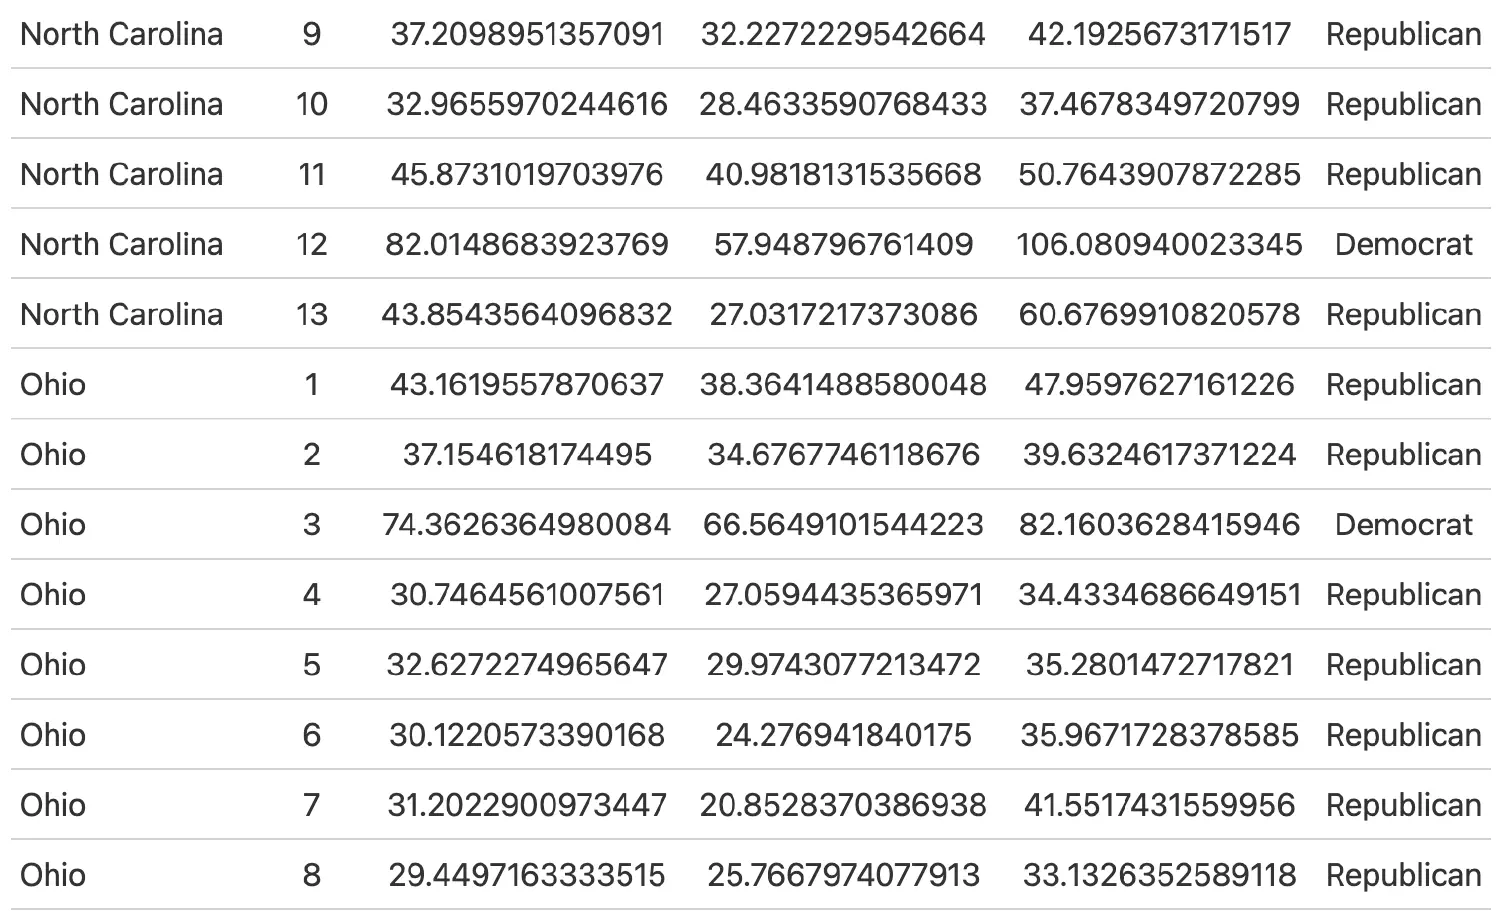 North Carolina 9 37.2098951357091 32.2272229542664 42.1925673171517 Republican
North Carolina 10 32.9655970244616 28.4633590768433 37.4678349720799 Republican
North Carolina 11 45.8731019703976 40.9818131535668 50.7643907872285 Republican
North Carolina 12 82.0148683923769 57.948796761409 106.080940023345 Democrat
North Carolina 13 43.8543564096832 27.0317217373086 60.6769910820578 Republican
Ohio 1 43.1619557870637 38.3641488580048 47.9597627161226 Republican
Ohio 2 37.154618174495 34.6767746118676 39.6324617371224 Republican
Ohio 3 74.3626364980084 66.5649101544223 82.1603628415946 Democrat
Ohio 4 30.7464561007561 27.0594435365971 34.4334686649151 Republican
Ohio 5 32.6272274965647 29.9743077213472 35.2801472717821 Republican
Ohio 6 30.1220573390168 24.276941840175 35.9671728378585 Republican
Ohio 7 31.2022900973447 20.8528370386938 41.5517431559956 Republican
Ohio 8 29.4497163333515 25.7667974077913 33.1326352589118 Republican